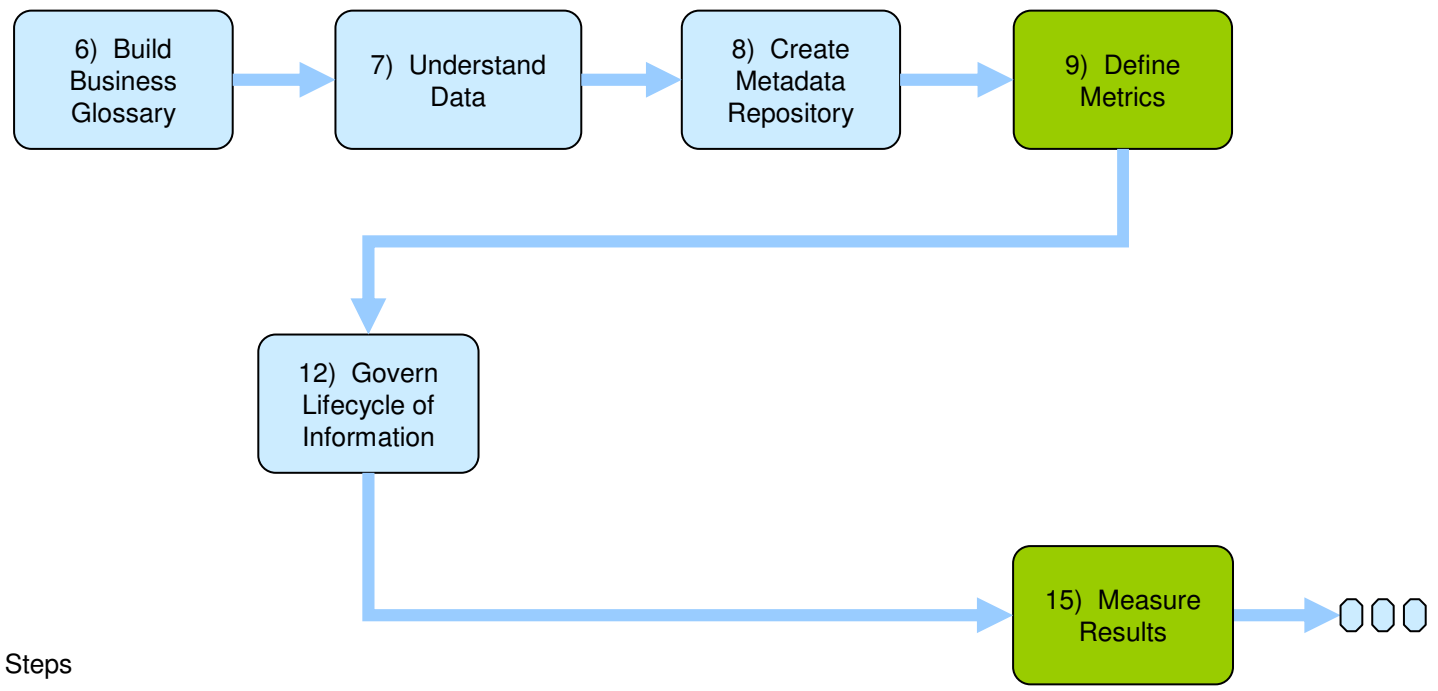 6) Build
Business
Glossary
7) Understand
Data
8) Create
Metadata
Repository
9) Define
Metrics
12) Govern
Lifecycle of
Information
15) Measure
Results
Steps